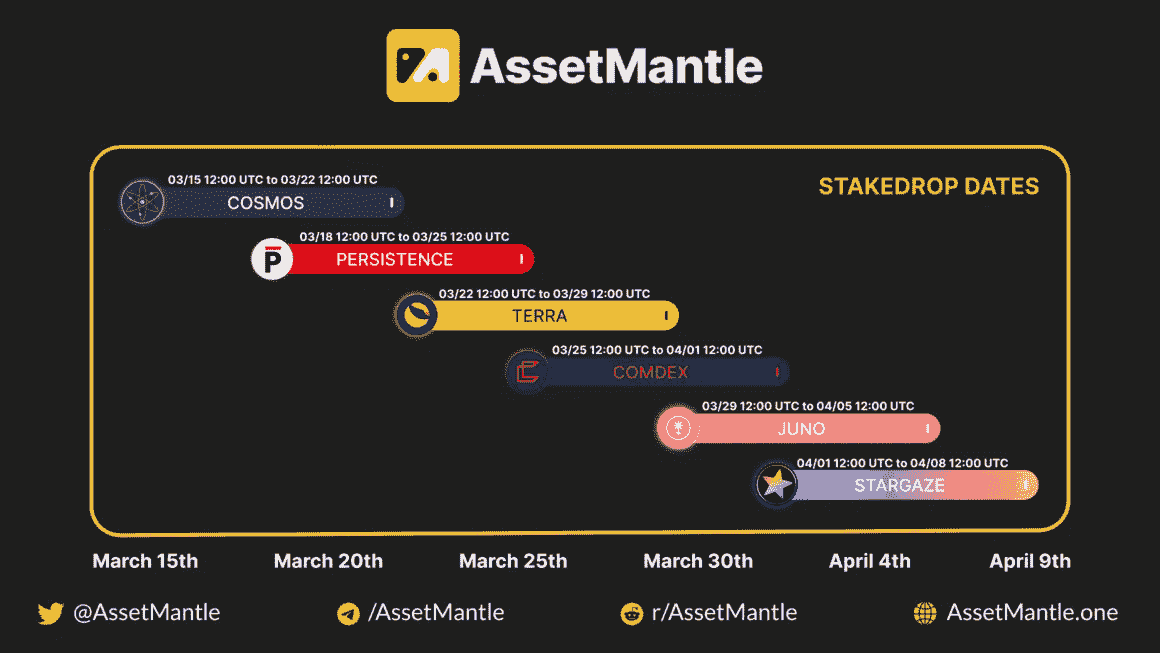 AssetMantle
STAKEDROP DATES
03/15 12:00 UTC to 03/22 12:00 UTC
COSMOS
03/18 12:00 UTC to 03/25 12:00 UTC
PERSISTENCE
03/22 12:00 UTC to 03/29 12:00 UTC
TERRA
03/25 12:00 UTC to 04/01 12:00 UTC
COMDEX
03/29 12:00 UTC to 04/05 12:00 UTC
JUNO
04/01 12:00 UTC to 04/08 12:00 UTC
STARGAZE
March 15th March 20th March 25th March 30th April 4th April 9th
@AssetMantle /AssetMantle r/AssetMantle AssetMantle.one